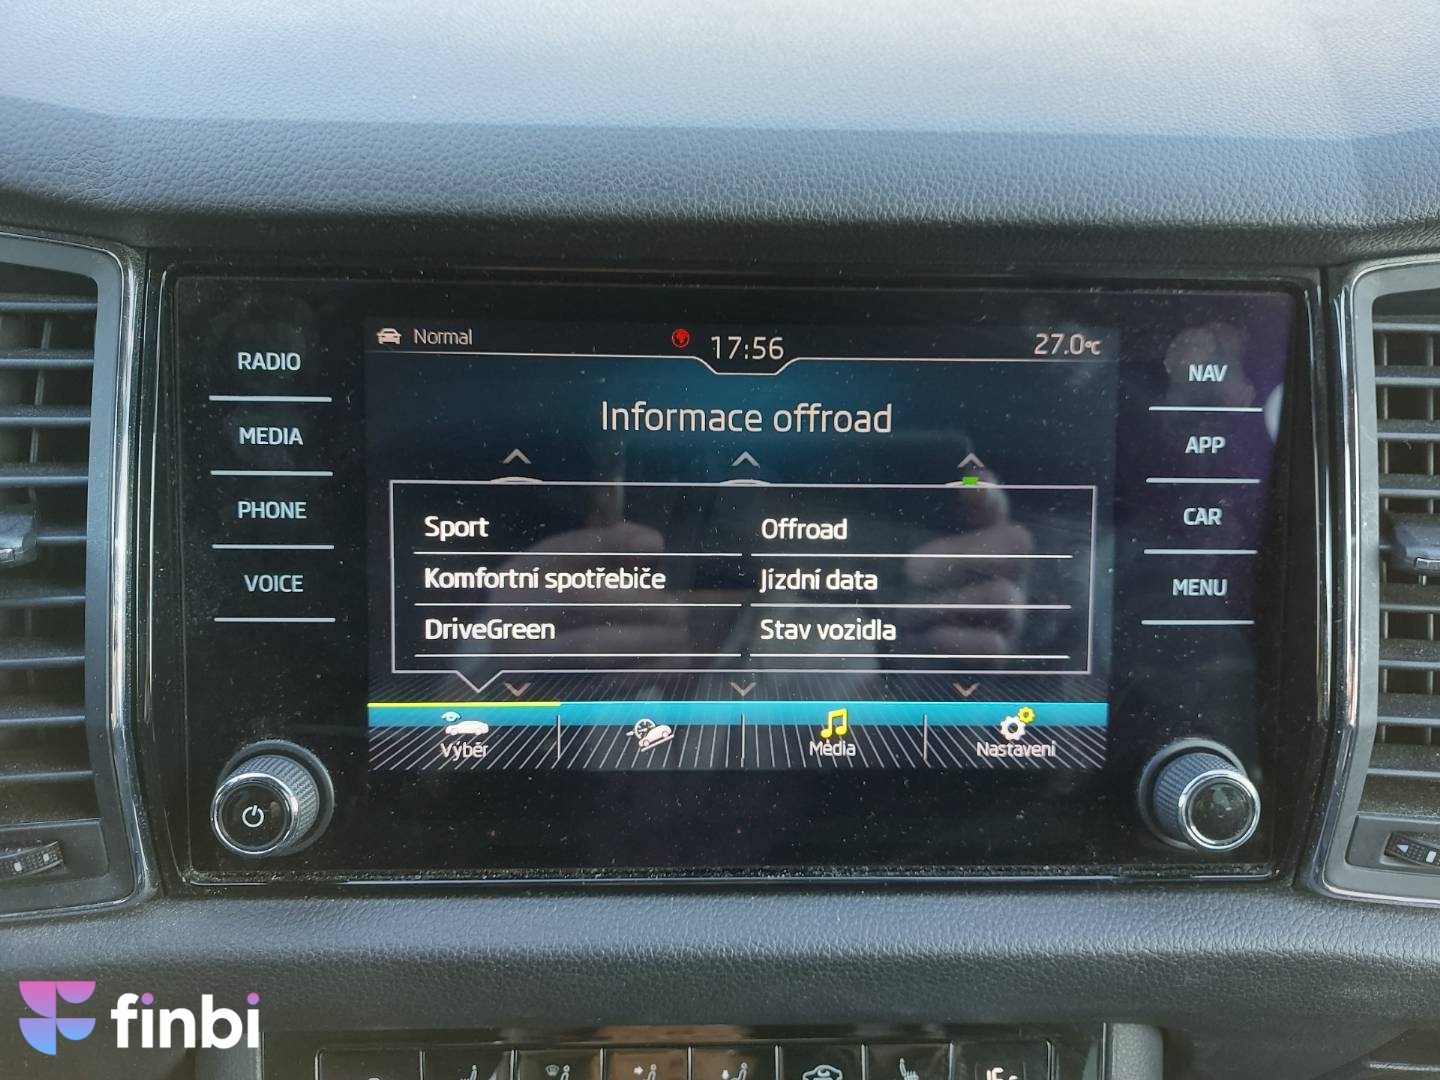 Normal
17:56
27.0°C
RADIO
MEDIA
PHONE
VOICE
NAV
APP
CAR
MENU
Informace offroad
Sport
Offroad
Komfortní spotřebiče
Jízdní data
DriveGreen
Stav vozidla
Výběr
Média
Nastavení
finbi